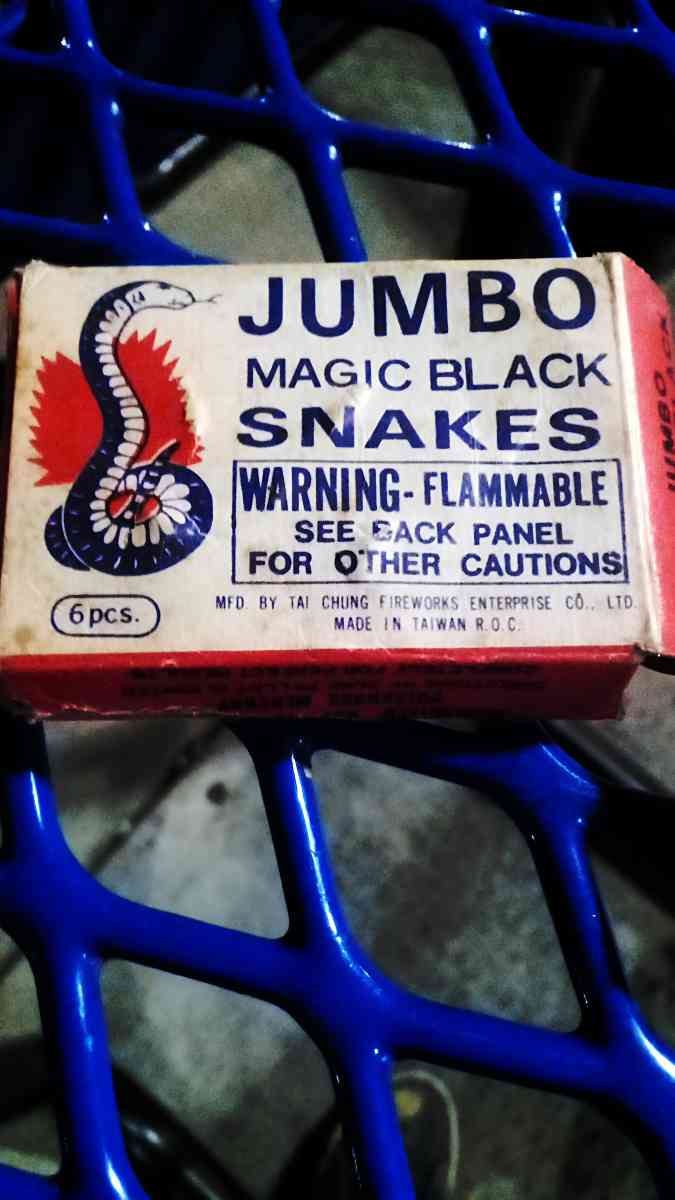 JUMBO
MAGIC BLACK
SNAKES
WARNING-FLAMMABLE
SEE BACK PANEL
FOR OTHER CAUTIONS
6pcs.
MFD. BY TAI CHUNG FIREWORKS ENTERPRISE CO., LTD.
MADE IN TAIWAN R.O.C.
JUMBO